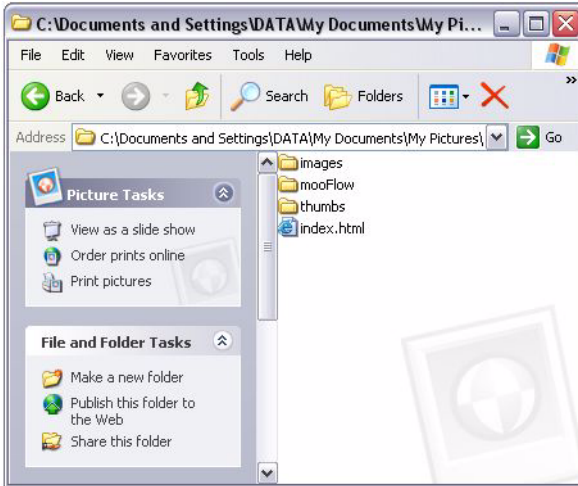 C:\Documents and Settings\DATA\My Documents\My Pi...
File Edit View Favorites Tools Help
Back Search Folders »
Address C:\Documents and Settings\DATA\My Documents\My Pictures\ Go
Picture Tasks
View as a slide show
Order prints online
Print pictures
File and Folder Tasks
Make a new folder
Publish this folder to
the Web
Share this folder
images
mooFlow
thumbs
index.html